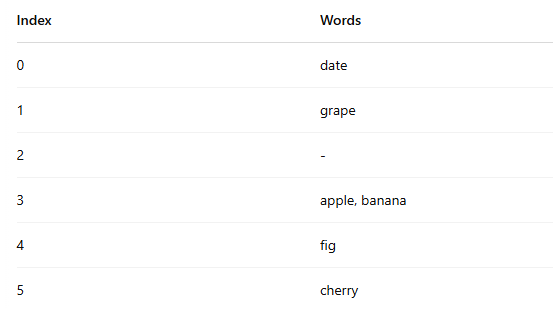 Index Words
0 date
1 grape
2 -
3 apple, banana
4 fig
5 cherry